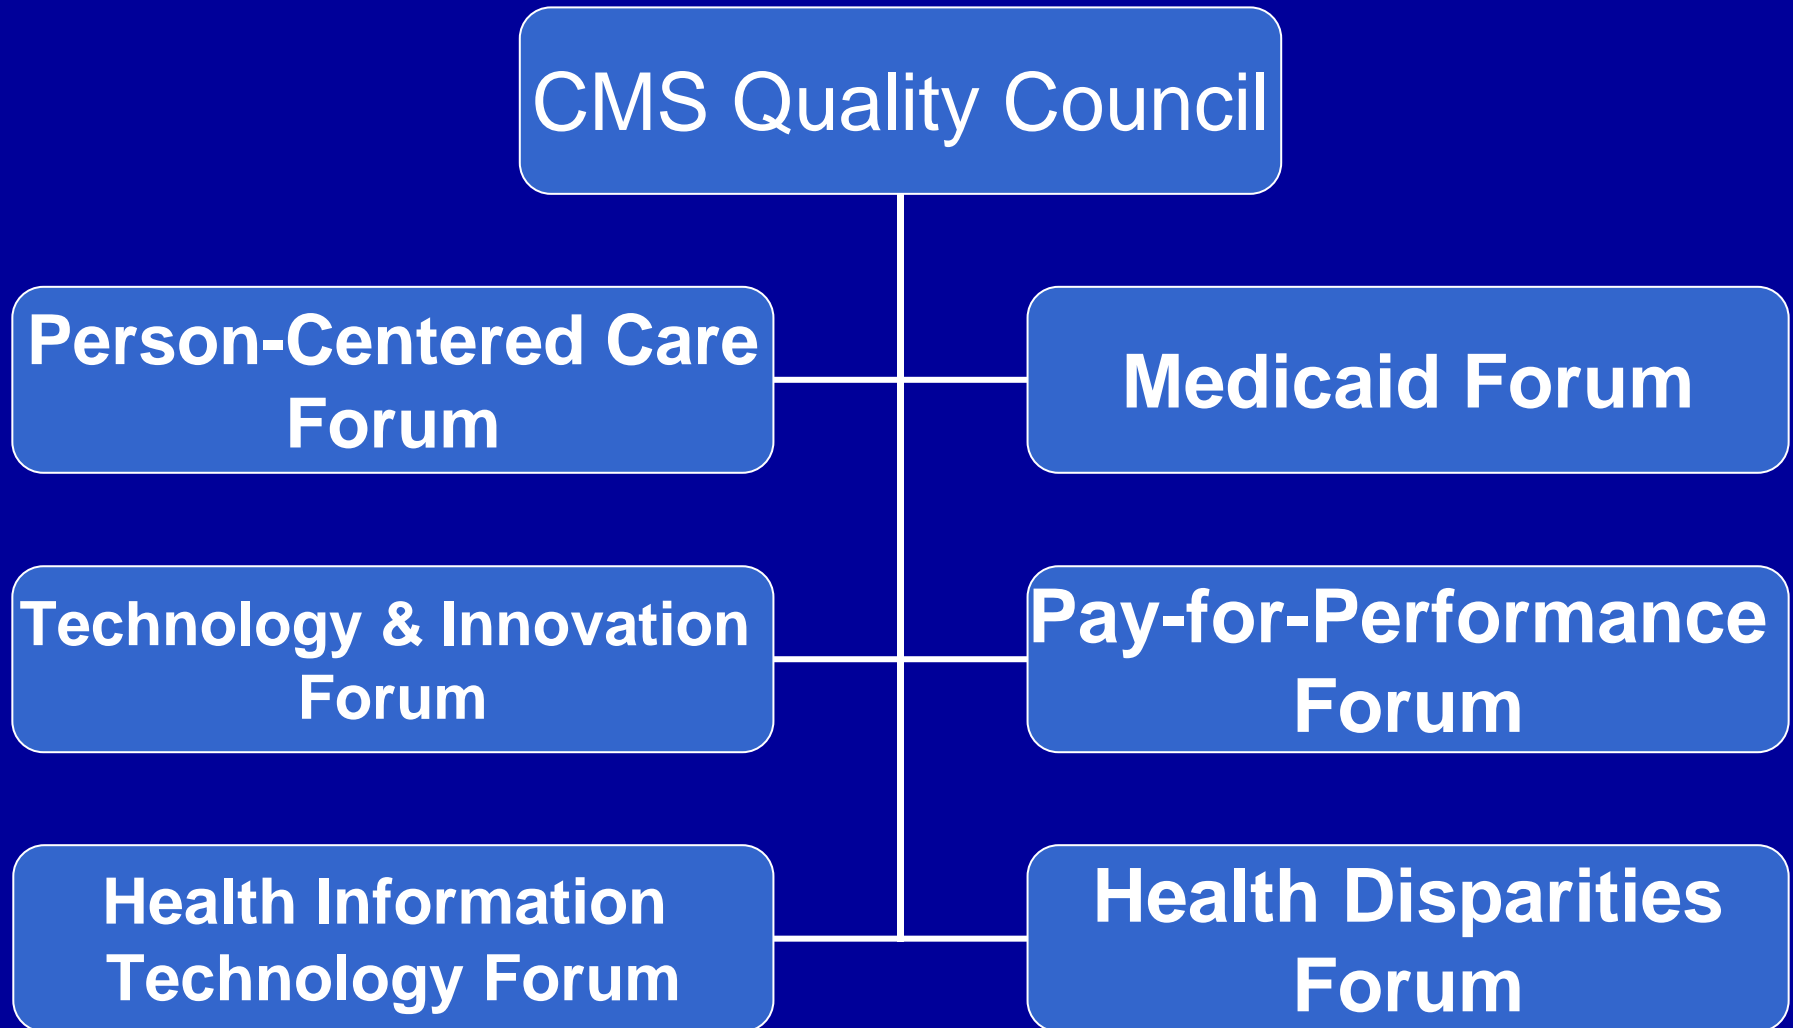 CMS Quality Council
Person-Centered Care
Forum
Medicaid Forum
Technology & Innovation
Forum
Pay-for-Performance
Forum
Health Information
Technology Forum
Health Disparities
Forum